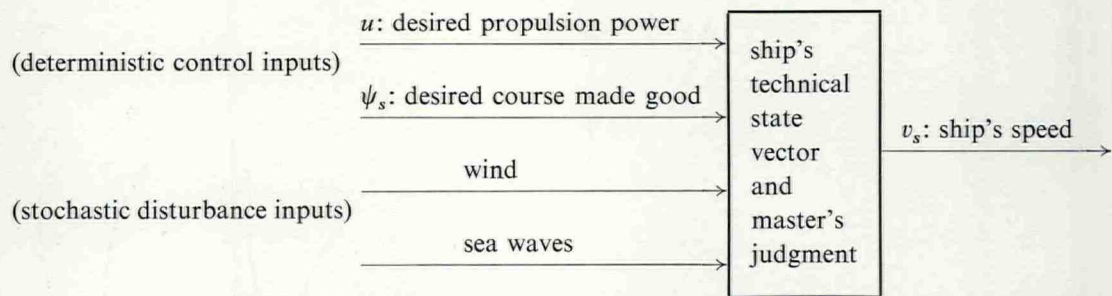 u: desired propulsion power
(deterministic control inputs)
ψₛ: desired course made good
wind
(stochastic disturbance inputs)
sea waves
ship's
technical
state
vector
and
master's
judgment
vₛ: ship's speed